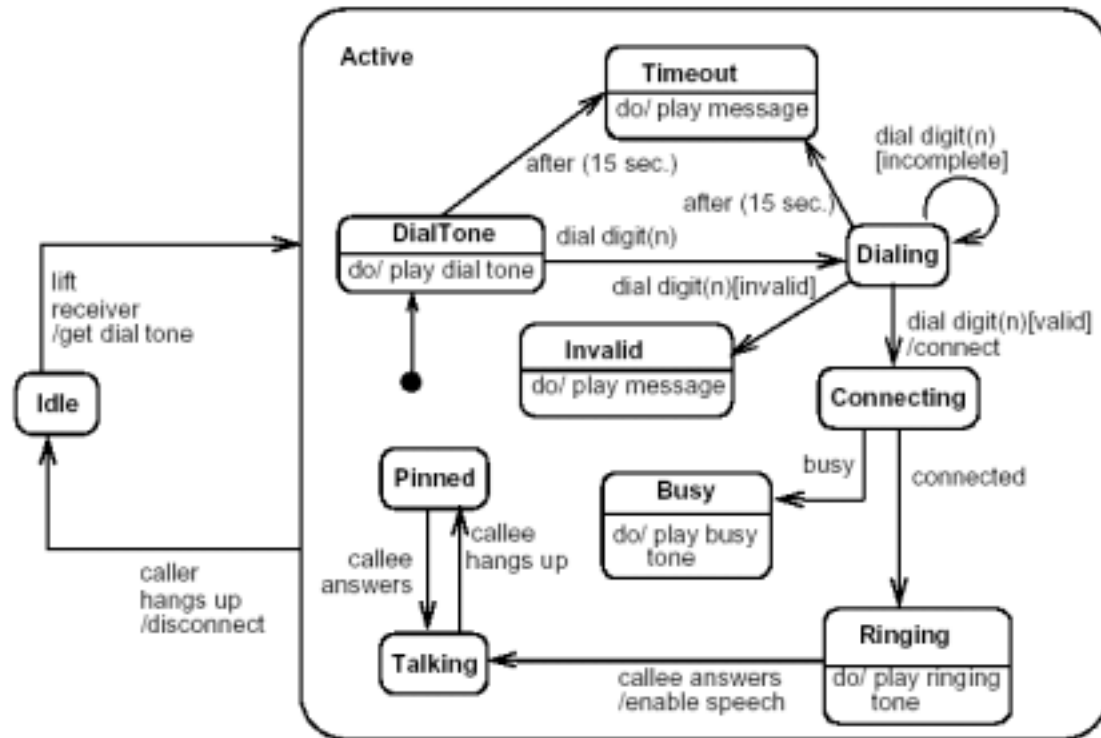 Active
Timeout
do/ play message
dial digit(n)
[incomplete]
after (15 sec.)
after (15 sec.)
DialTone
do/ play dial tone
dial digit(n)
Dialing
lift
receiver
/get dial tone
dial digit(n)[invalid]
Invalid
do/ play message
dial digit(n)[valid]
/connect
Idle
Connecting
Pinned
busy
connected
Busy
do/ play busy
tone
callee
hangs up
callee
answers
caller
hangs up
/disconnect
Talking
Ringing
do/ play ringing
tone
callee answers
/enable speech